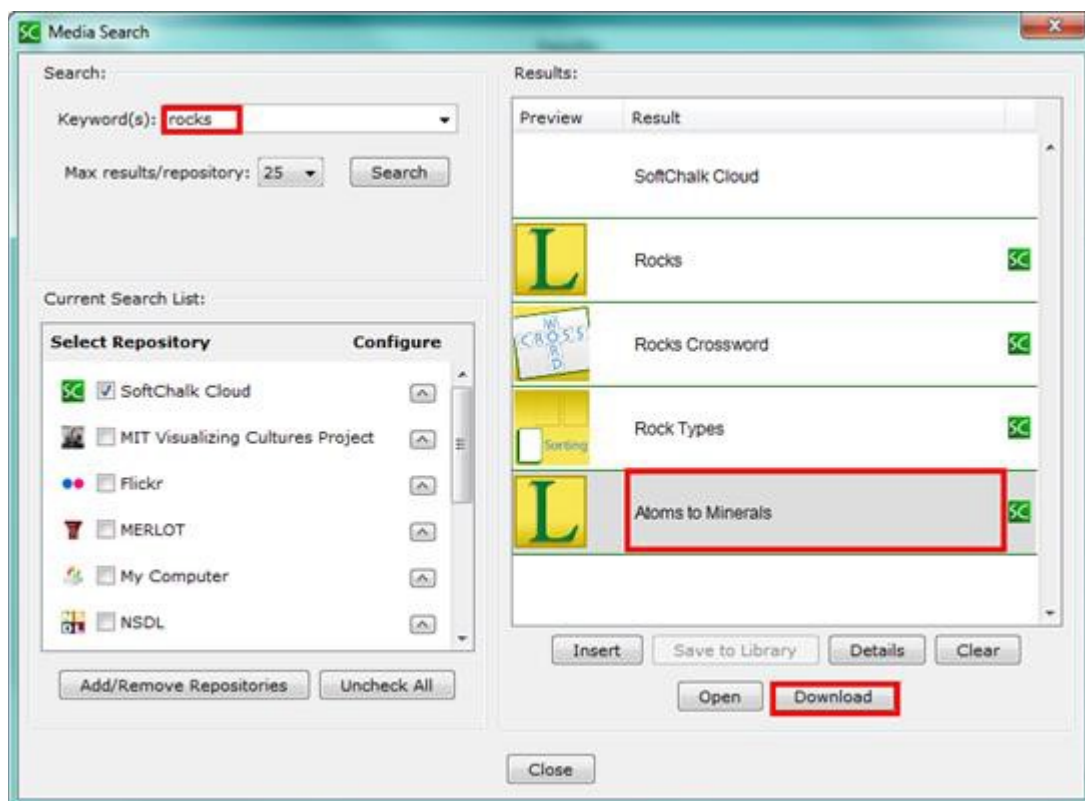 SC Media Search
Search:
Keyword(s): rocks
Max results/repository: 25 Search
Current Search List:
Select Repository Configure
SC SoftChalk Cloud
MIT Visualizing Cultures Project
Flickr
MERLOT
My Computer
NSDL
Add/Remove Repositories Uncheck All
Results:
Preview Result
SoftChalk Cloud
L Rocks SC
CROSS WORD Rocks Crossword SC
Sorting Rock Types SC
L Atoms to Minerals SC
Insert Save to Library Details Clear
Open Download
Close